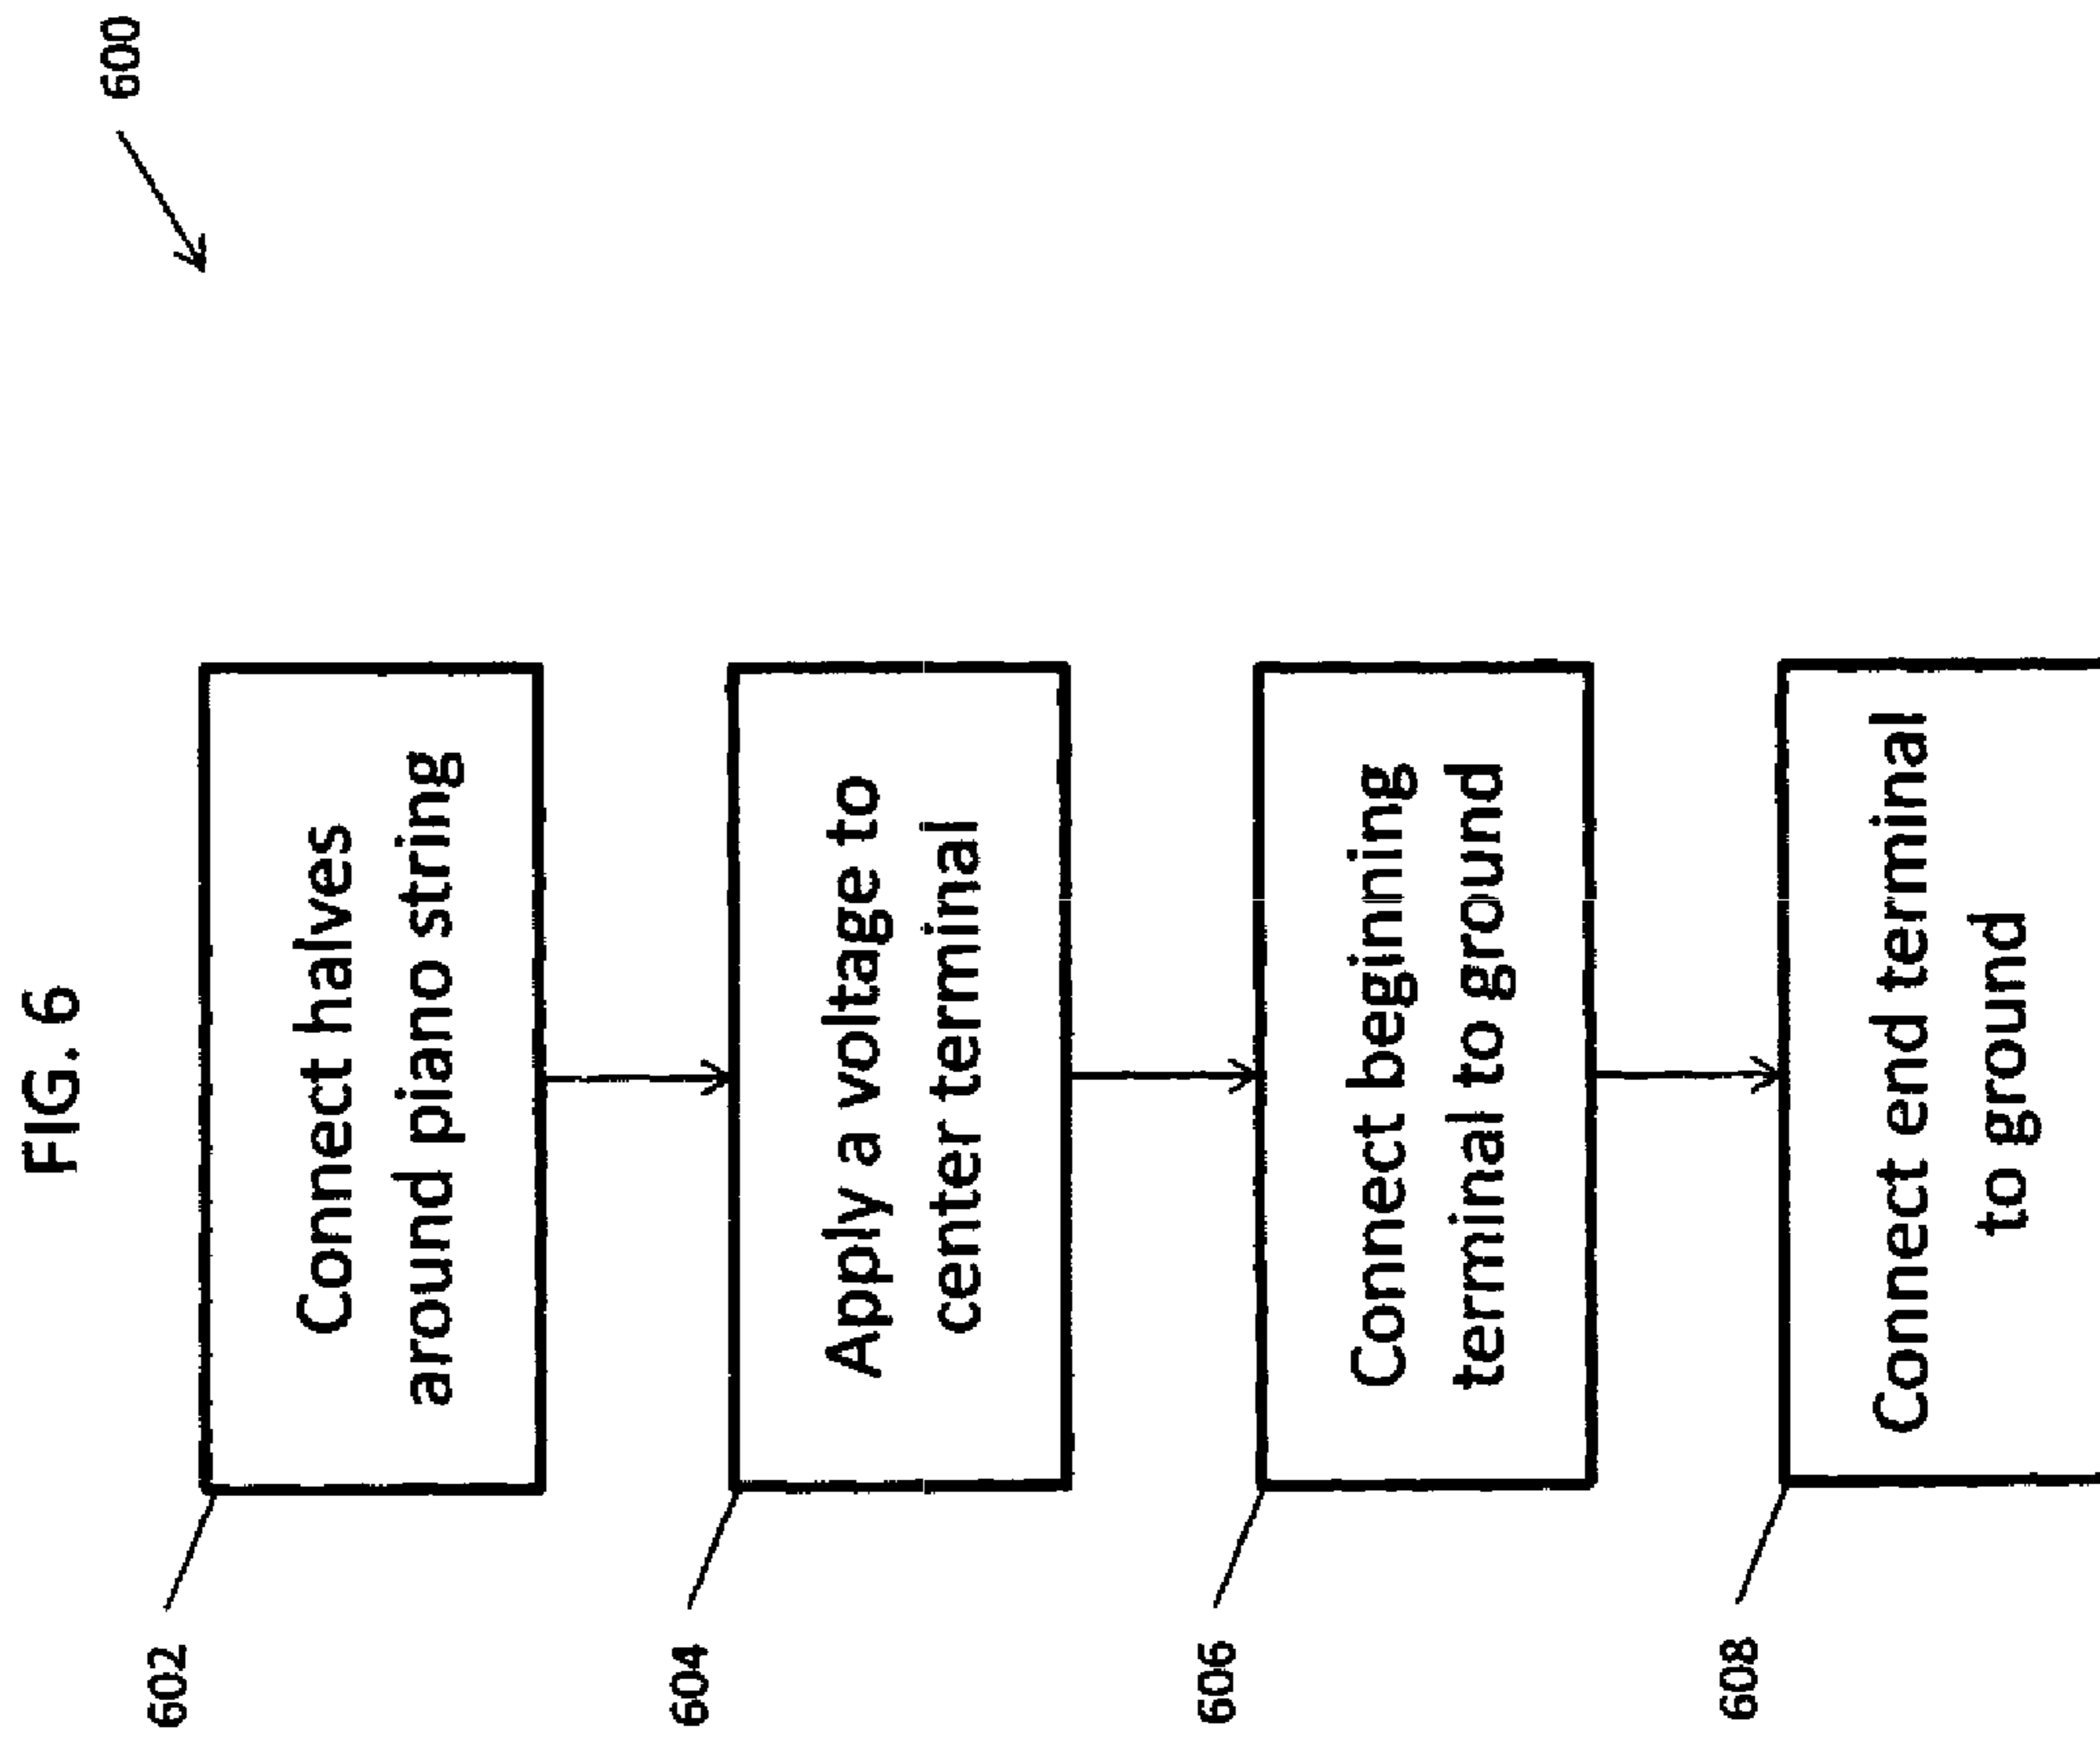 FIG. 6
600
602
Connect halves
around piano string
604
Apply a voltage to
center terminal
606
Connect beginning
terminal to ground
608
Connect end terminal
to ground